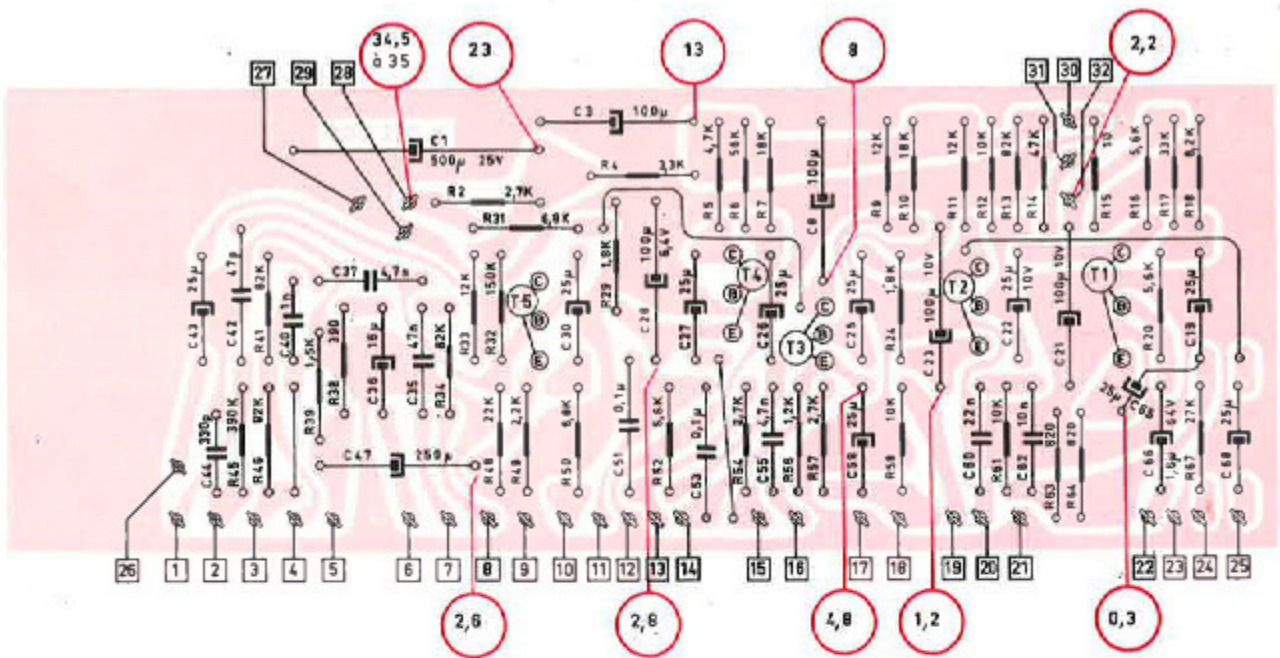 34,5
à 35
23
13
8
2,2
27
29
28
31
30
32
C1
500µ 25V
C3 100µ
R4 3,3K
R2 2,7K
R31 6,8K
R5 4,7K
R6 56K
R7 18K
C8 100µ
R9 12K
R10 18K
R11 12K
R12 10K
R13 82K
R14 47K
R15 10
R16 5,6K
R17 33K
R18 8,2K
C43 25µ
C42 47p
R41 82K
C40 1n
C37 4,7n
R39 1,5K
R38 390
C36 16µ
C35 47n
R34 82K
R33 12K
R32 150K
T5
C
B
E
C30 25µ
R29 1,8K
C28 100µ 6,4V
C27 25µ
T4
C
B
E
C26 25µ
T3
C
B
E
C25 25µ
R24 1,8K
C23 100µ 10V
T2
C
B
E
C22 25µ 10V
C21 100µ 10V
T1
C
B
E
R20 5,6K
C19 25µ
C44 330p
R45 390K
R46 82K
C47 250µ
R48 22K
R49 2,2K
R50 6,8K
C51 0,1µ
R52 5,6K
C53 0,1µ
R54 2,7K
C55 4,7n
R56 1,2K
R57 2,7K
C58 25µ
R59 10K
C60 22n
R61 10K
C62 10n
R63 820
R64 820
C65 25µ
C66 1,6µ 64V
R67 27K
C68 25µ
26
1
2
3
4
5
6
7
8
9
10
11
12
13
14
15
16
17
18
19
20
21
22
23
24
25
2,6
2,8
4,8
1,2
0,3